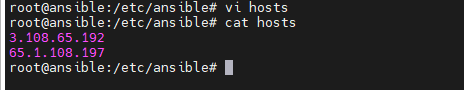 root@ansible:/etc/ansible# vi hosts
root@ansible:/etc/ansible# cat hosts
3.108.65.192
65.1.108.197
root@ansible:/etc/ansible#